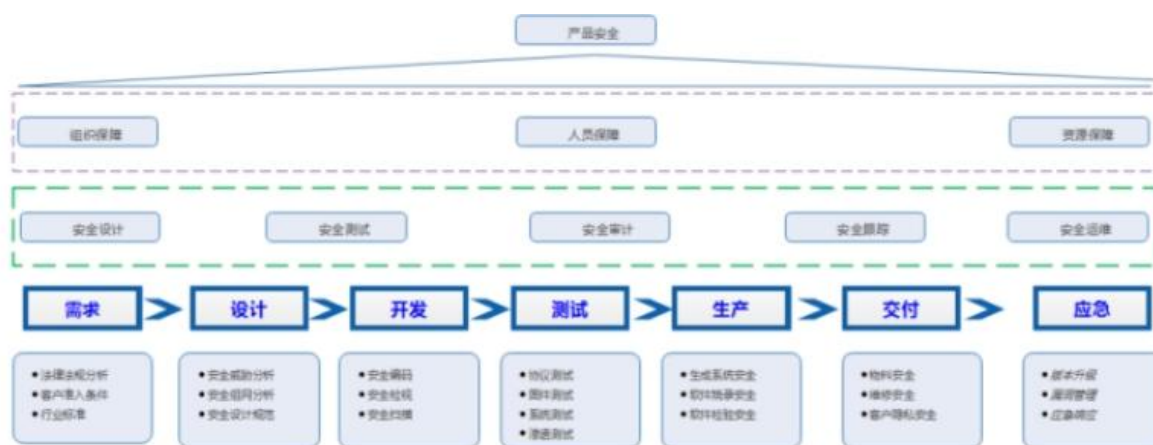 产品安全
组织保障
人员保障
资源保障
安全设计
安全测试
安全审计
安全跟踪
安全运维
需求
设计
开发
测试
生产
交付
应急
法律法规分析
客户准入条件
行业标准
安全威胁分析
安全组网分析
安全设计规范
安全编码
安全检视
安全扫描
协议测试
固件测试
系统测试
渗透测试
生成系统安全
软件烧录安全
软件检验安全
物料安全
维修安全
客户隐私安全
版本升级
漏洞管理
应急响应